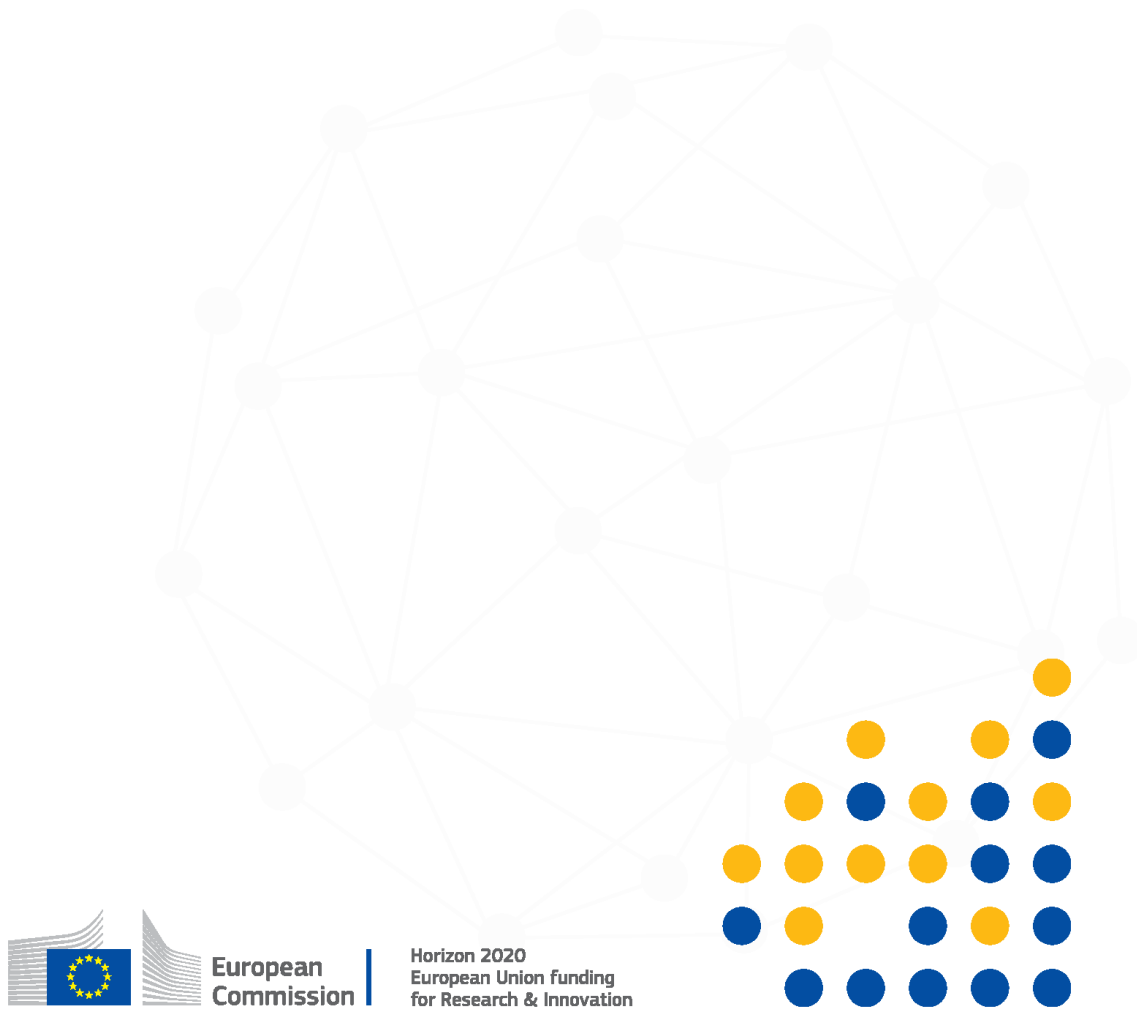 European
Commission
Horizon 2020
European Union funding
for Research & Innovation